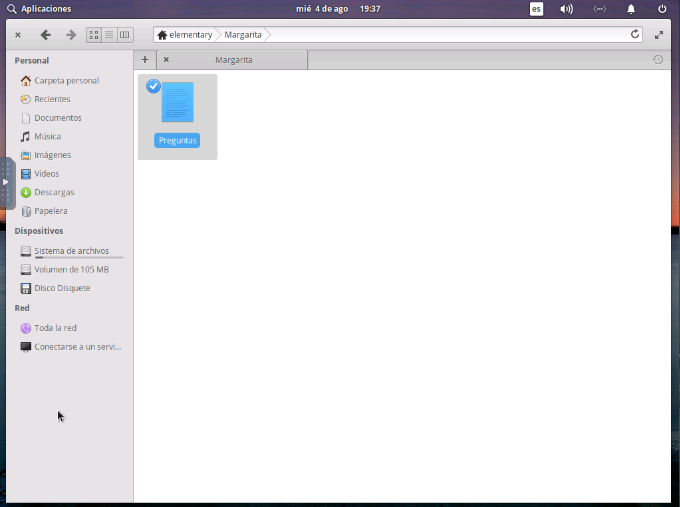 Aplicaciones
mié 4 de ago 19:37
es
elementary
Margarita
Margarita
Personal
Carpeta personal
Recientes
Documentos
Música
Imágenes
Vídeos
Descargas
Papelera
Dispositivos
Sistema de archivos
Volumen de 105 MB
Disco Disquete
Red
Toda la red
Conectarse a un servi...
Preguntas